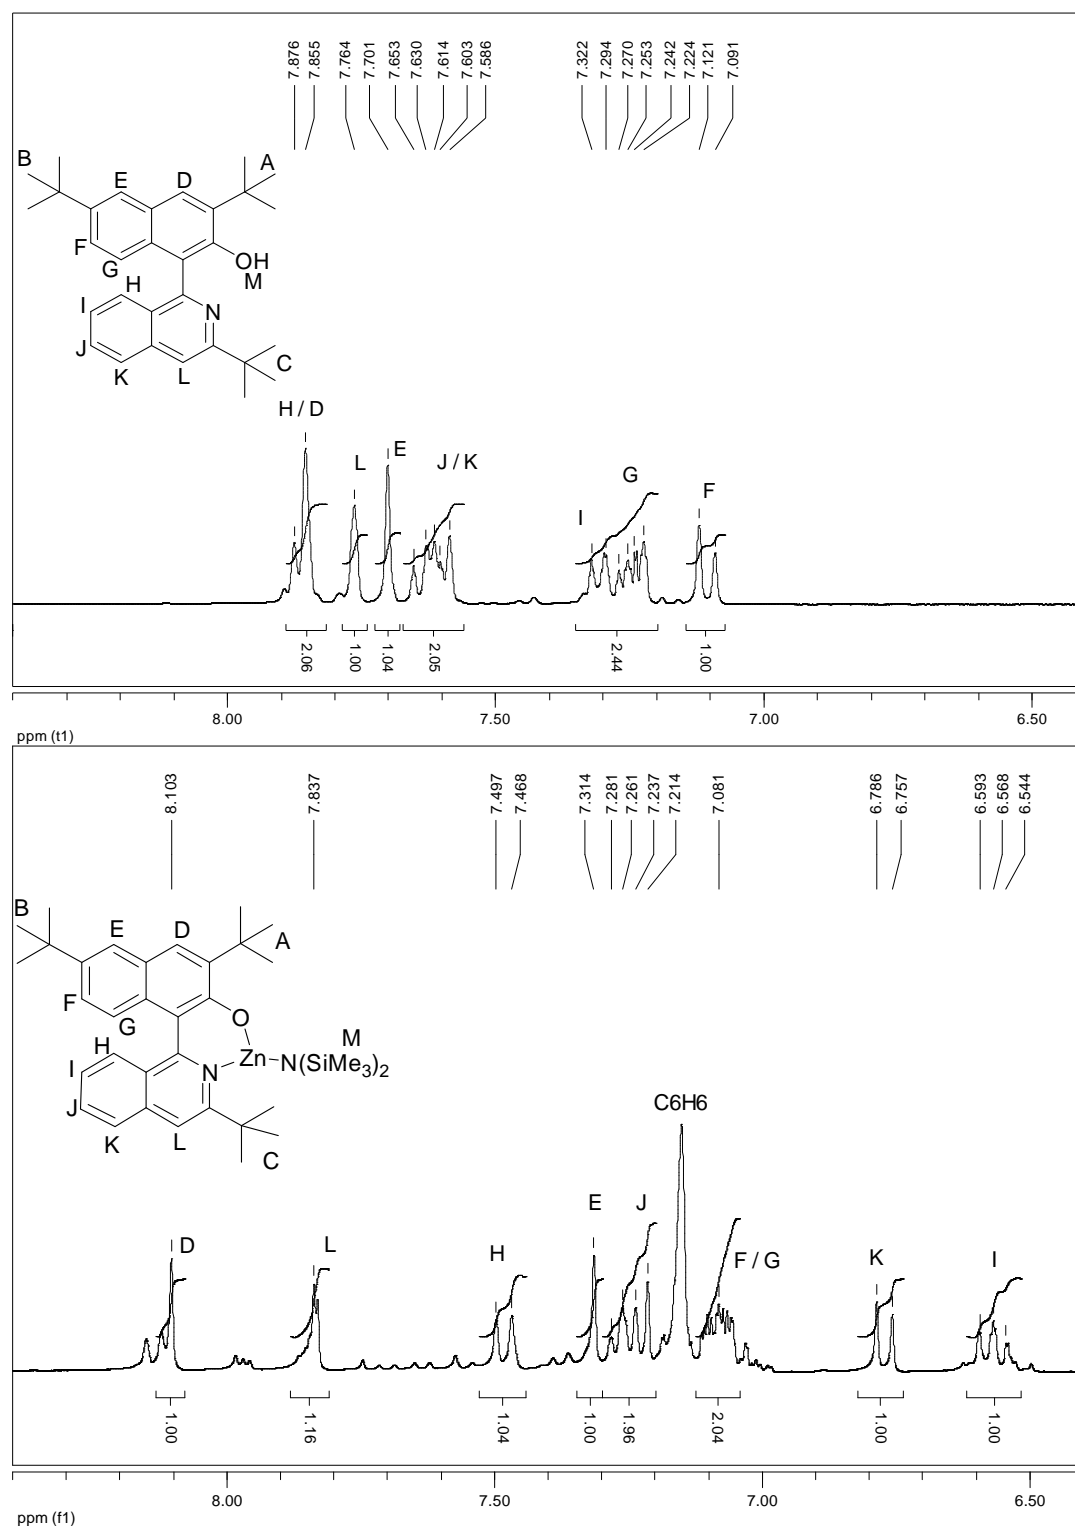 7.876 7.855 7.764 7.701 7.653 7.630 7.614 7.603 7.586 7.322 7.294 7.270 7.253 7.242 7.224 7.121 7.091
B A
E D
F
G OH
H M
I N
J
C
K L
H / D
L E J / K G
I F
2.06 1.00 1.04 2.05 2.44 1.00
8.00 7.50 7.00 6.50
ppm (t1)
8.103 7.837 7.497 7.468 7.314 7.281 7.261 7.237 7.214 7.081 6.786 6.757 6.593 6.568 6.544
B
E D A
F
G O
H M
I N Zn N(SiMe3)2
J
K L
C
C6H6
E J
D L H F / G K I
1.00 1.16 1.04 1.00 1.96 2.04 1.00 1.00
8.00 7.50 7.00 6.50
ppm (f1)